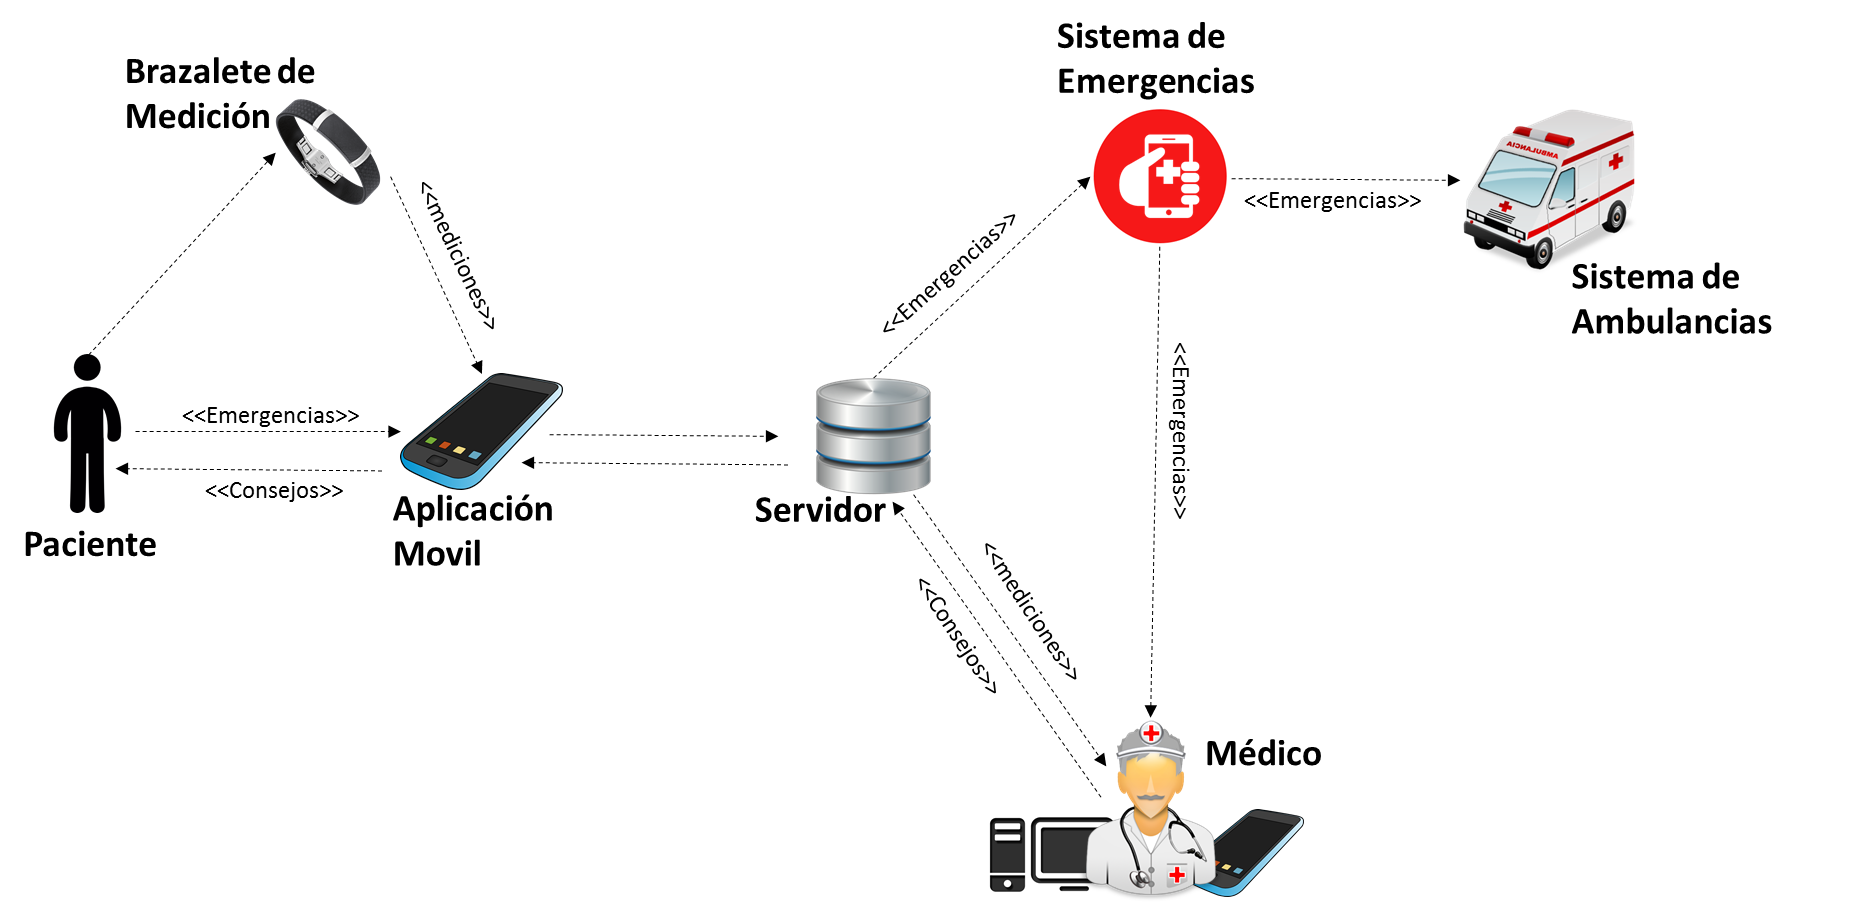 Sistema de
Emergencias
Brazalete de
Medición
<<mediciones>>
<<Emergencias>>
AMBULANCIA
<<Emergencias>>
Sistema de
Ambulancias
<<Emergencias>>
<<Emergencias>>
<<Consejos>>
Aplicación
Movil
Servidor
Paciente
<<mediciones>>
<<Consejos>>
Médico